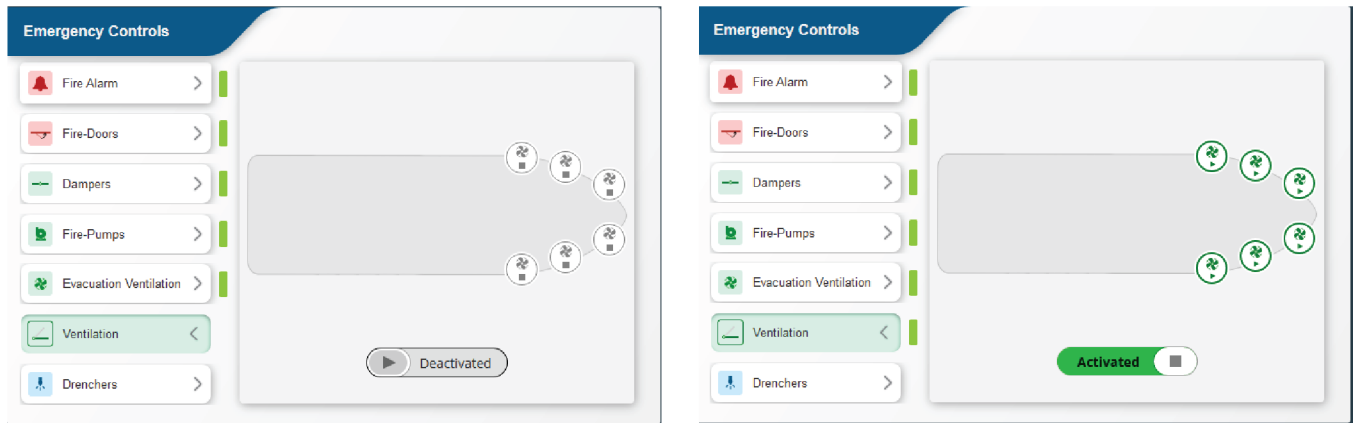 Emergency Controls
Fire Alarm
Fire-Doors
Dampers
Fire-Pumps
Evacuation Ventilation
Ventilation
Drenchers
Deactivated
Emergency Controls
Fire Alarm
Fire-Doors
Dampers
Fire-Pumps
Evacuation Ventilation
Ventilation
Drenchers
Activated